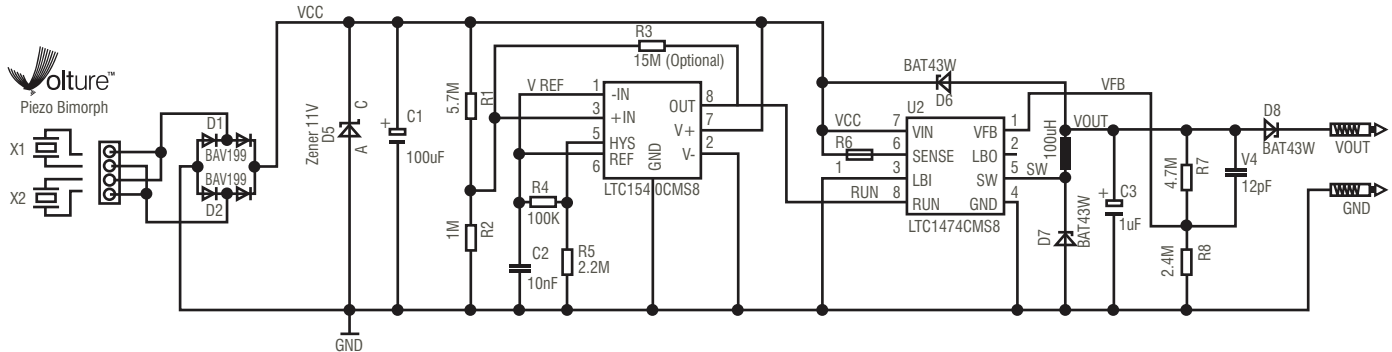 VCC
R3
15M (Optional)
BAT43W
D6
VFB
Volture™
Piezo Bimorph
V REF
1
-IN
3
+IN
5
HYS
REF
6
OUT
8
V+
7
V-
2
GND
LTC1540CMS8
5.7M
R1
1M
R2
R4
100K
C2
10nF
R5
2.2M
Zener 11V
D5
C
A
+
C1
100uF
X1
X2
D1
BAV199
BAV199
D2
GND
U2
VCC
7
VIN
VFB
1
R6
6
SENSE
LBO
2
1
3
LBI
SW
5
SW
RUN
8
RUN
GND
4
LTC1474CMS8
100uH
VOUT
D7
BAT43W
+
C3
1uF
4.7M
R7
V4
12pF
2.4M
R8
D8
BAT43W
VOUT
GND